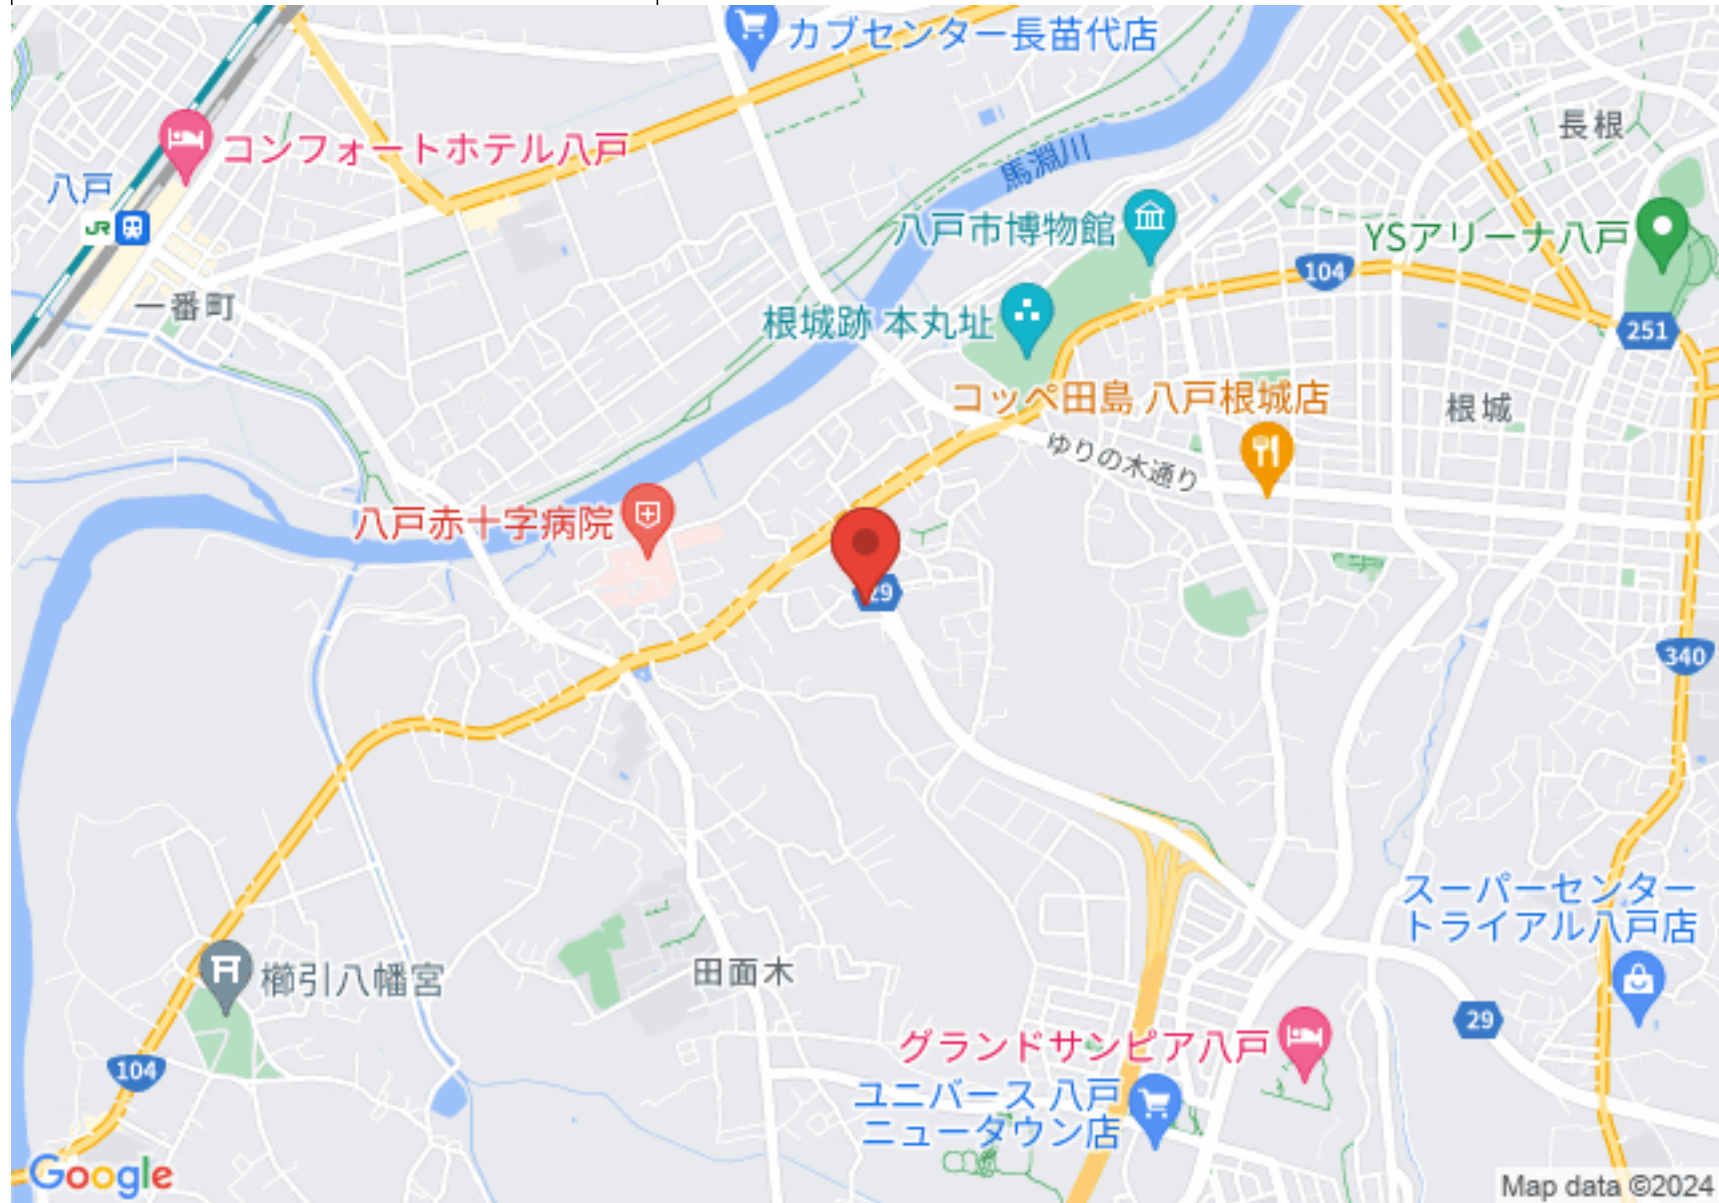 カブセンター長苗代店
長根
コンフォートホテル八戸
馬淵川
八戸
JR
八戸市博物館
YSアリーナ八戸
104
一番町
根城跡 本丸址
251
コッペ田島 八戸根城店
根城
ゆりの木通り
八戸赤十字病院
29
340
スーパーセンター
トライアル八戸店
田面木
櫛引八幡宮
29
グランドサンピア八戸
104
ユニバース 八戸
ニュータウン店
Google
Map data ©2024